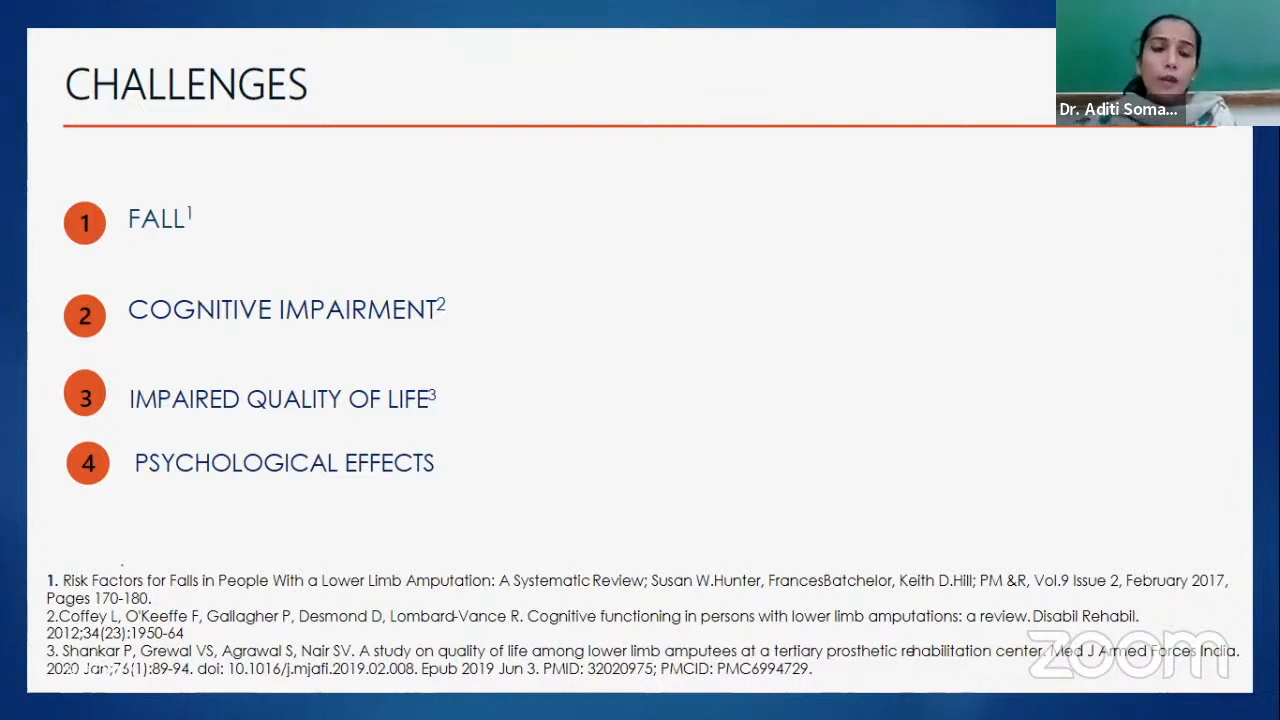 CHALLENGES
Dr. Aditi Soma...
1 FALL1
2 COGNITIVE IMPAIRMENT2
3 IMPAIRED QUALITY OF LIFE3
4 PSYCHOLOGICAL EFFECTS
1. Risk Factors for Falls in People With a Lower Limb Amputation: A Systematic Review; Susan W.Hunter, FrancesBatchelor, Keith D.Hill; PM &R, Vol.9 Issue 2, February 2017,
Pages 170-180.
2.Coffey L, O'Keeffe F, Gallagher P, Desmond D, Lombard-Vance R. Cognitive functioning in persons with lower limb amputations: a review. Disabil Rehabil.
2012;34(23):1950-64
3. Shankar P, Grewal VS, Agrawal S, Nair SV. A study on quality of life among lower limb amputees at a tertiary prosthetic rehabilitation center. Med J Armed Forces India.
2020 Jan;76(1):89-94. doi: 10.1016/j.mjafi.2019.02.008. Epub 2019 Jun 3. PMID: 32020975; PMCID: PMC6994729.
zoom